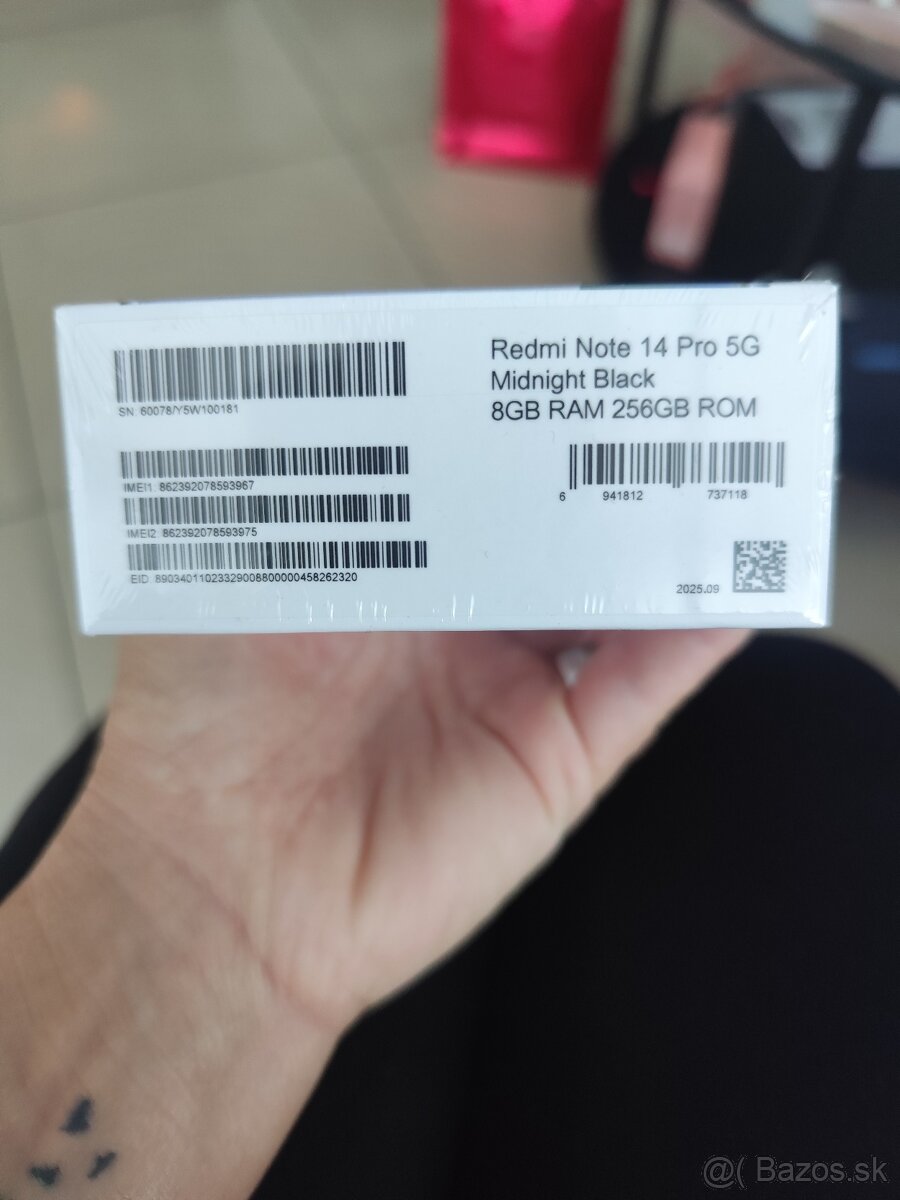 SN: 60078/Y5W100181
IMEI1: 862392078593967
IMEI2: 862392078593975
EID: 89034011023329008800000458262320
Redmi Note 14 Pro 5G
Midnight Black
8GB RAM 256GB ROM
6 941812 737118
2025.09
@( Bazos.sk